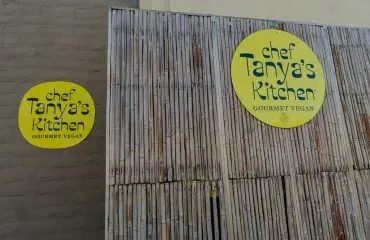 chef
Tanya's
Kitchen
GOURMET VEGAN
chef
Tanya's
Kitchen
GOURMET VEGAN